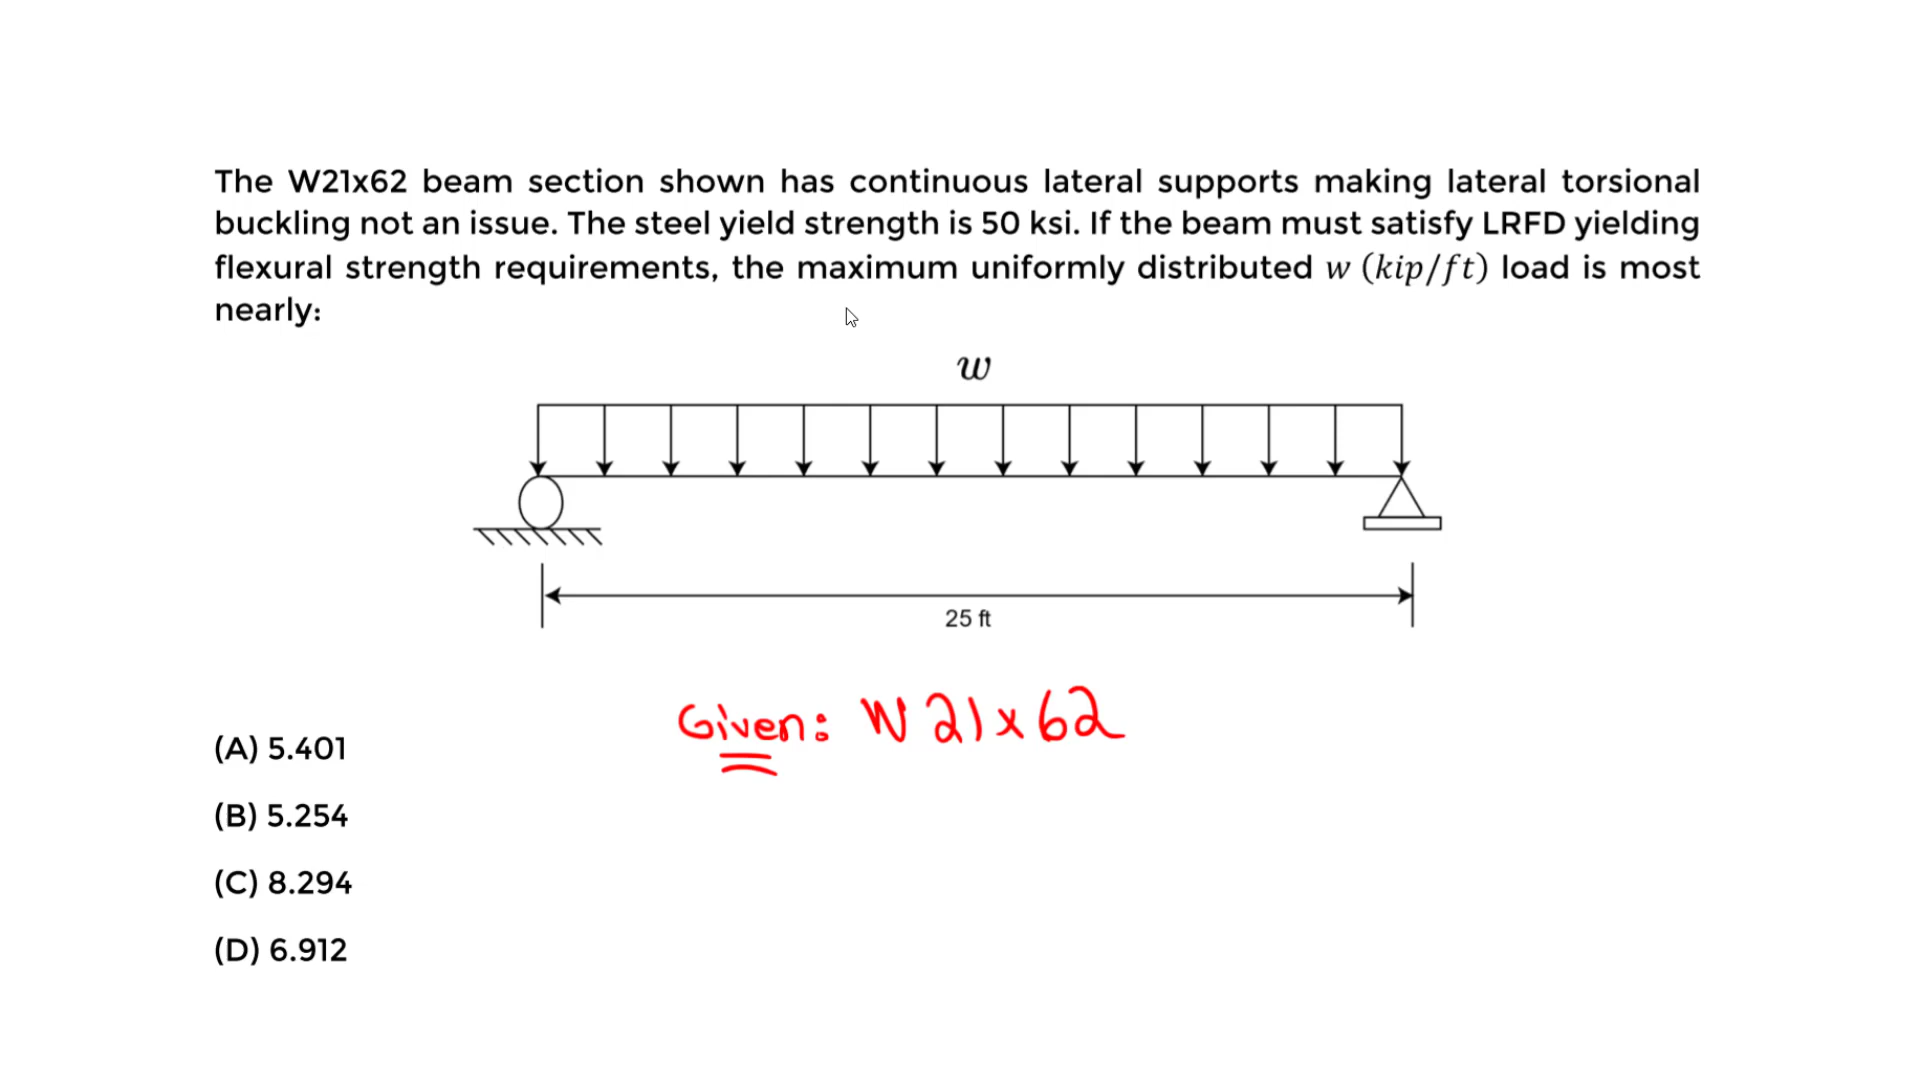 The W21x62 beam section shown has continuous lateral supports making lateral torsional
buckling not an issue. The steel yield strength is 50 ksi. If the beam must satisfy LRFD yielding
flexural strength requirements, the maximum uniformly distributed w (kip/ft) load is most
nearly:
w
25 ft
Given: W21x62
(A) 5.401
(B) 5.254
(C) 8.294
(D) 6.912